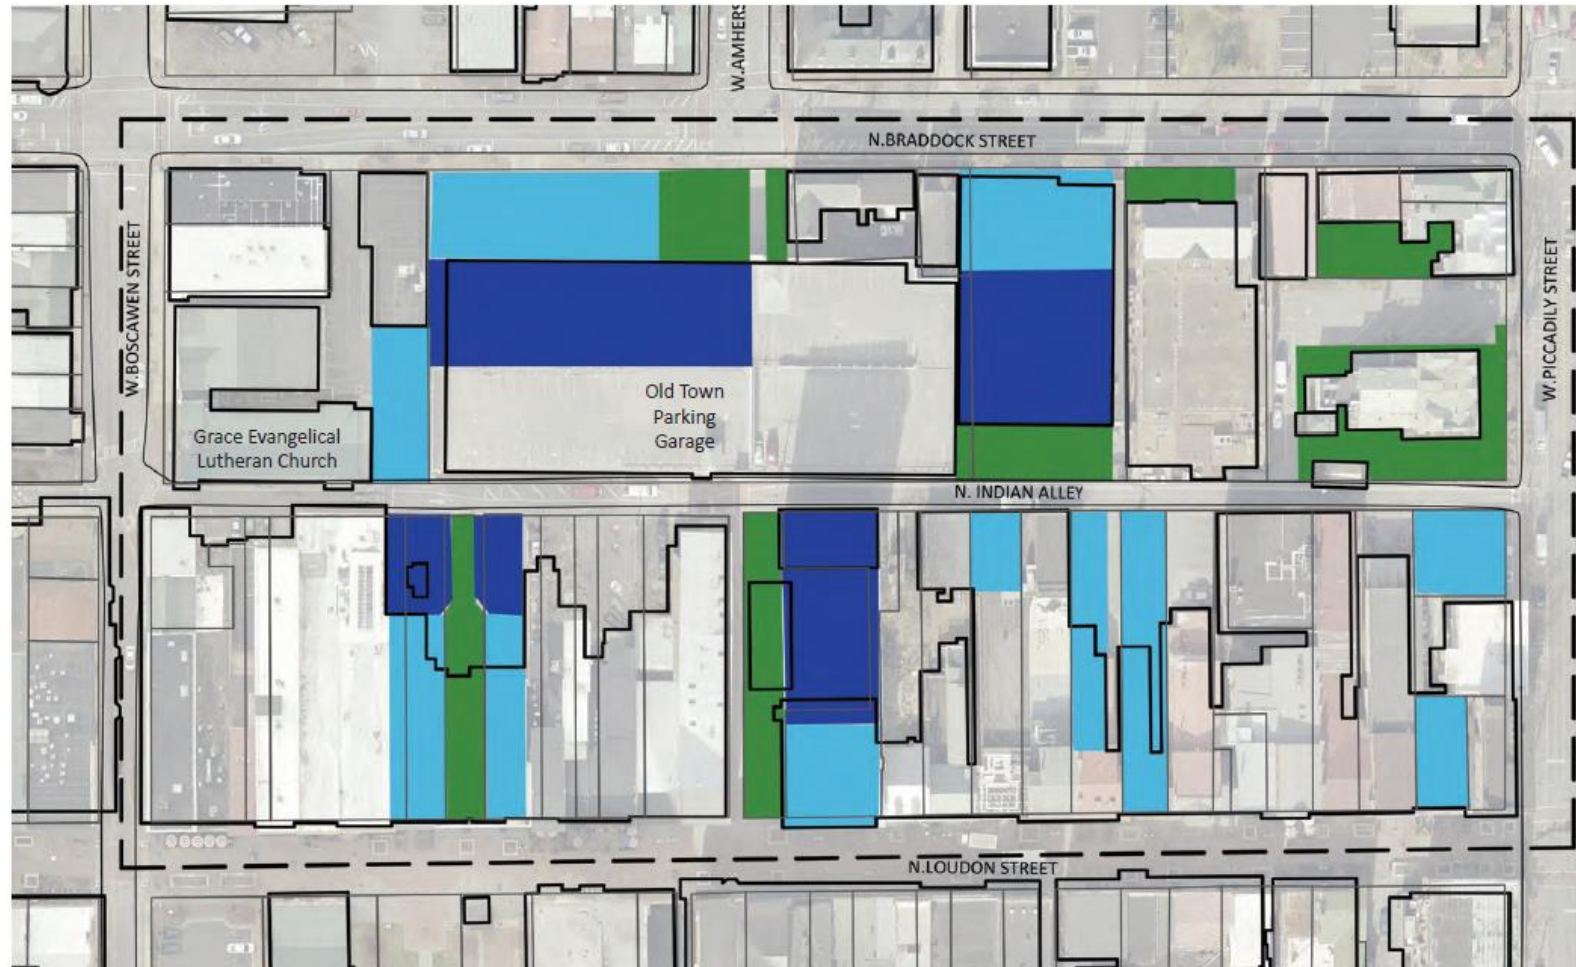 W.AMHERS
N.BRADDOCK STREET
W.BOSCAWEN STREET
W.PICCADILY STREET
Old Town
Parking
Garage
Grace Evangelical
Lutheran Church
N. INDIAN ALLEY
N.LOUDON STREET